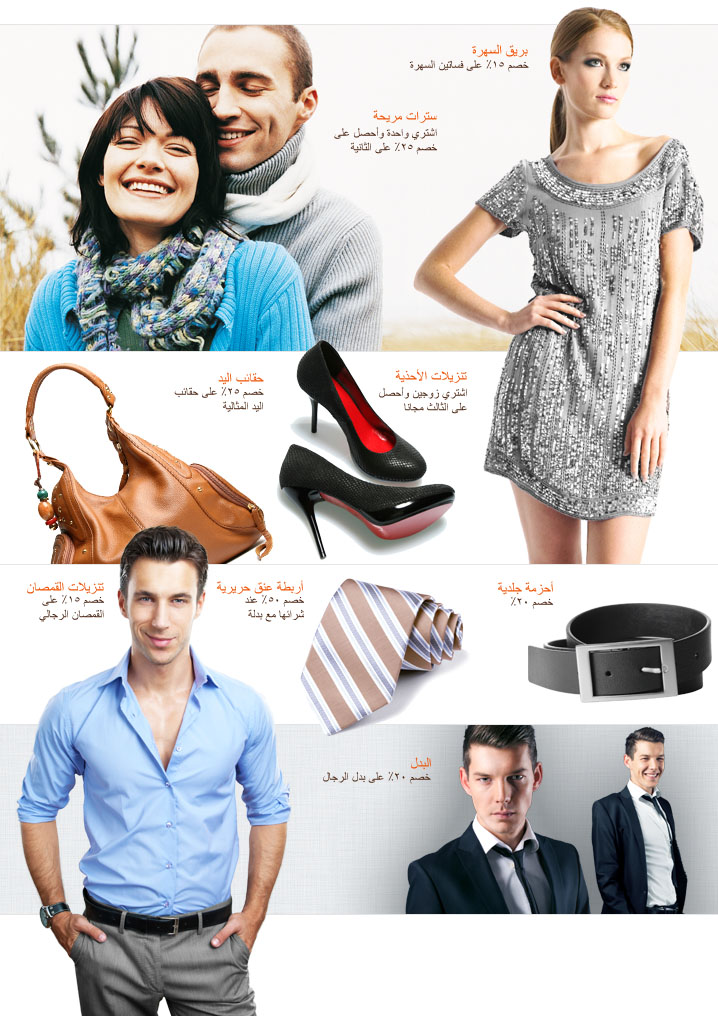 بريق السهرة
خصم ١٥٪ على فساتين السهرة
سترات مريحة
اشتري واحدة وأحصل على
خصم ٢٥٪ على الثانية
تنزيلات الأحذية
اشتري زوجين وأحصل
على الثالث مجانا
حقائب اليد
خصم ٢٥٪ على حقائب
اليد المثالية
أحزمة جلدية
خصم ٢٠٪
أربطة عنق حريرية
خصم ٥٠٪ عند
شرائها مع بدلة
تنزيلات القمصان
خصم ١٥٪ على
القمصان الرجالي
البدل
خصم ٢٠٪ على بدل الرجال